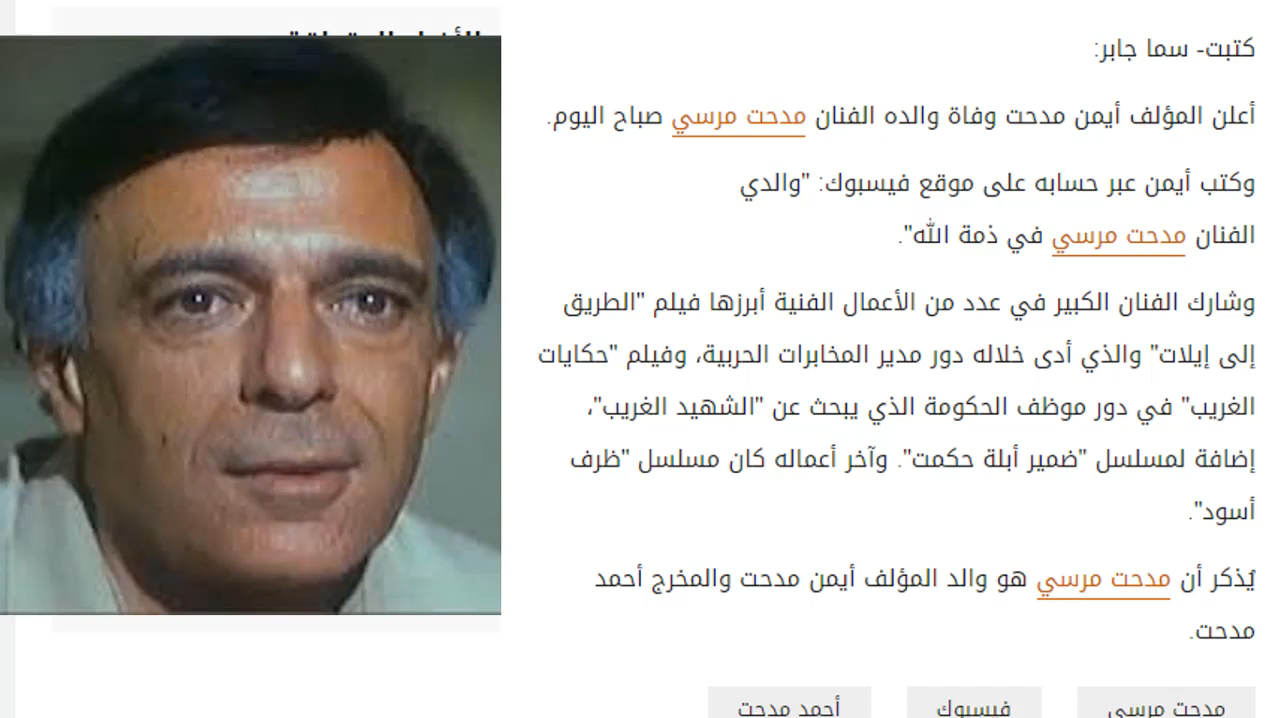 كتبت- سما جابر:
أعلن المؤلف أيمن مدحت وفاة والده الفنان مدحت مرسي صباح اليوم.
وكتب أيمن عبر حسابه على موقع فيسبوك: "والدي
الفنان مدحت مرسي في ذمة الله".
وشارك الفنان الكبير في عدد من الأعمال الفنية أبرزها فيلم "الطريق
إلى إيلات" والذي أدى خلاله دور مدير المخابرات الحربية، وفيلم "حكايات
الغريب" في دور موظف الحكومة الذي يبحث عن "الشهيد الغريب"،
إضافة لمسلسل "ضمير أبلة حكمت". وآخر أعماله كان مسلسل "ظرف
أسود".
يُذكر أن مدحت مرسي هو والد المؤلف أيمن مدحت والمخرج أحمد
مدحت.
مدحت مرسي فيسبوك أحمد مدحت